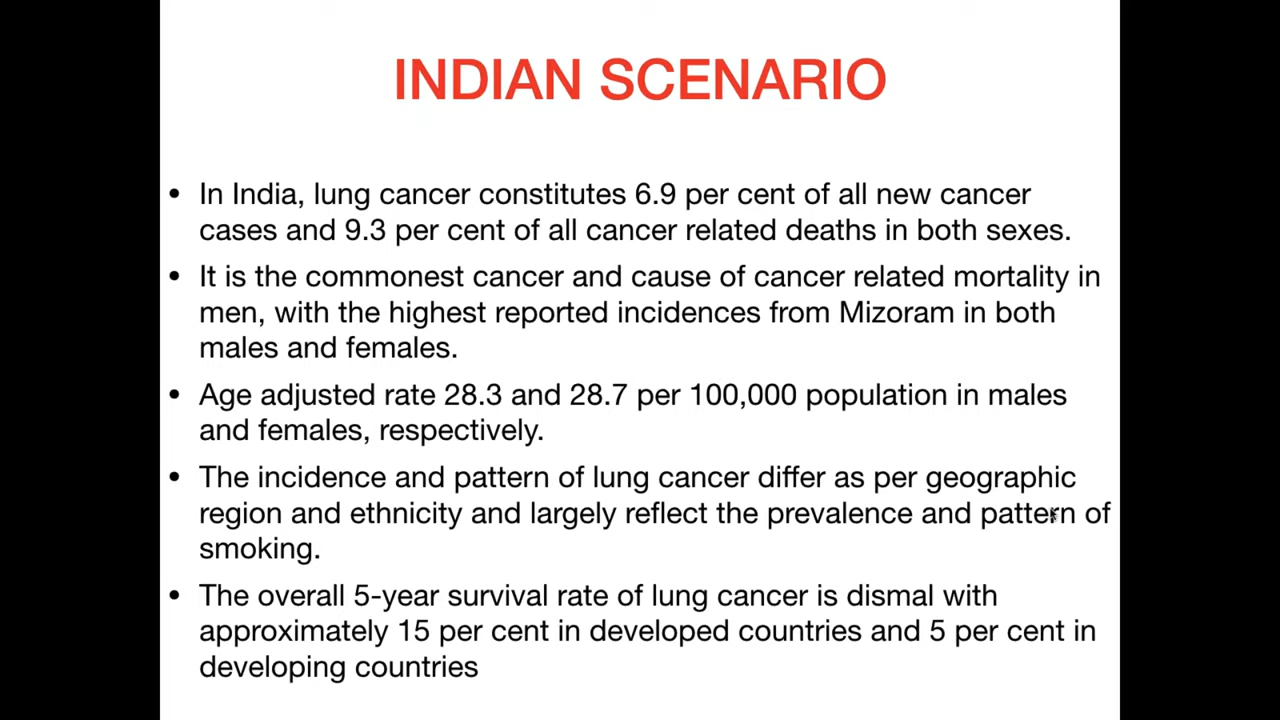 INDIAN SCENARIO
• In India, lung cancer constitutes 6.9 per cent of all new cancer
cases and 9.3 per cent of all cancer related deaths in both sexes.
• It is the commonest cancer and cause of cancer related mortality in
men, with the highest reported incidences from Mizoram in both
males and females.
• Age adjusted rate 28.3 and 28.7 per 100,000 population in males
and females, respectively.
• The incidence and pattern of lung cancer differ as per geographic
region and ethnicity and largely reflect the prevalence and pattern of
smoking.
• The overall 5-year survival rate of lung cancer is dismal with
approximately 15 per cent in developed countries and 5 per cent in
developing countries